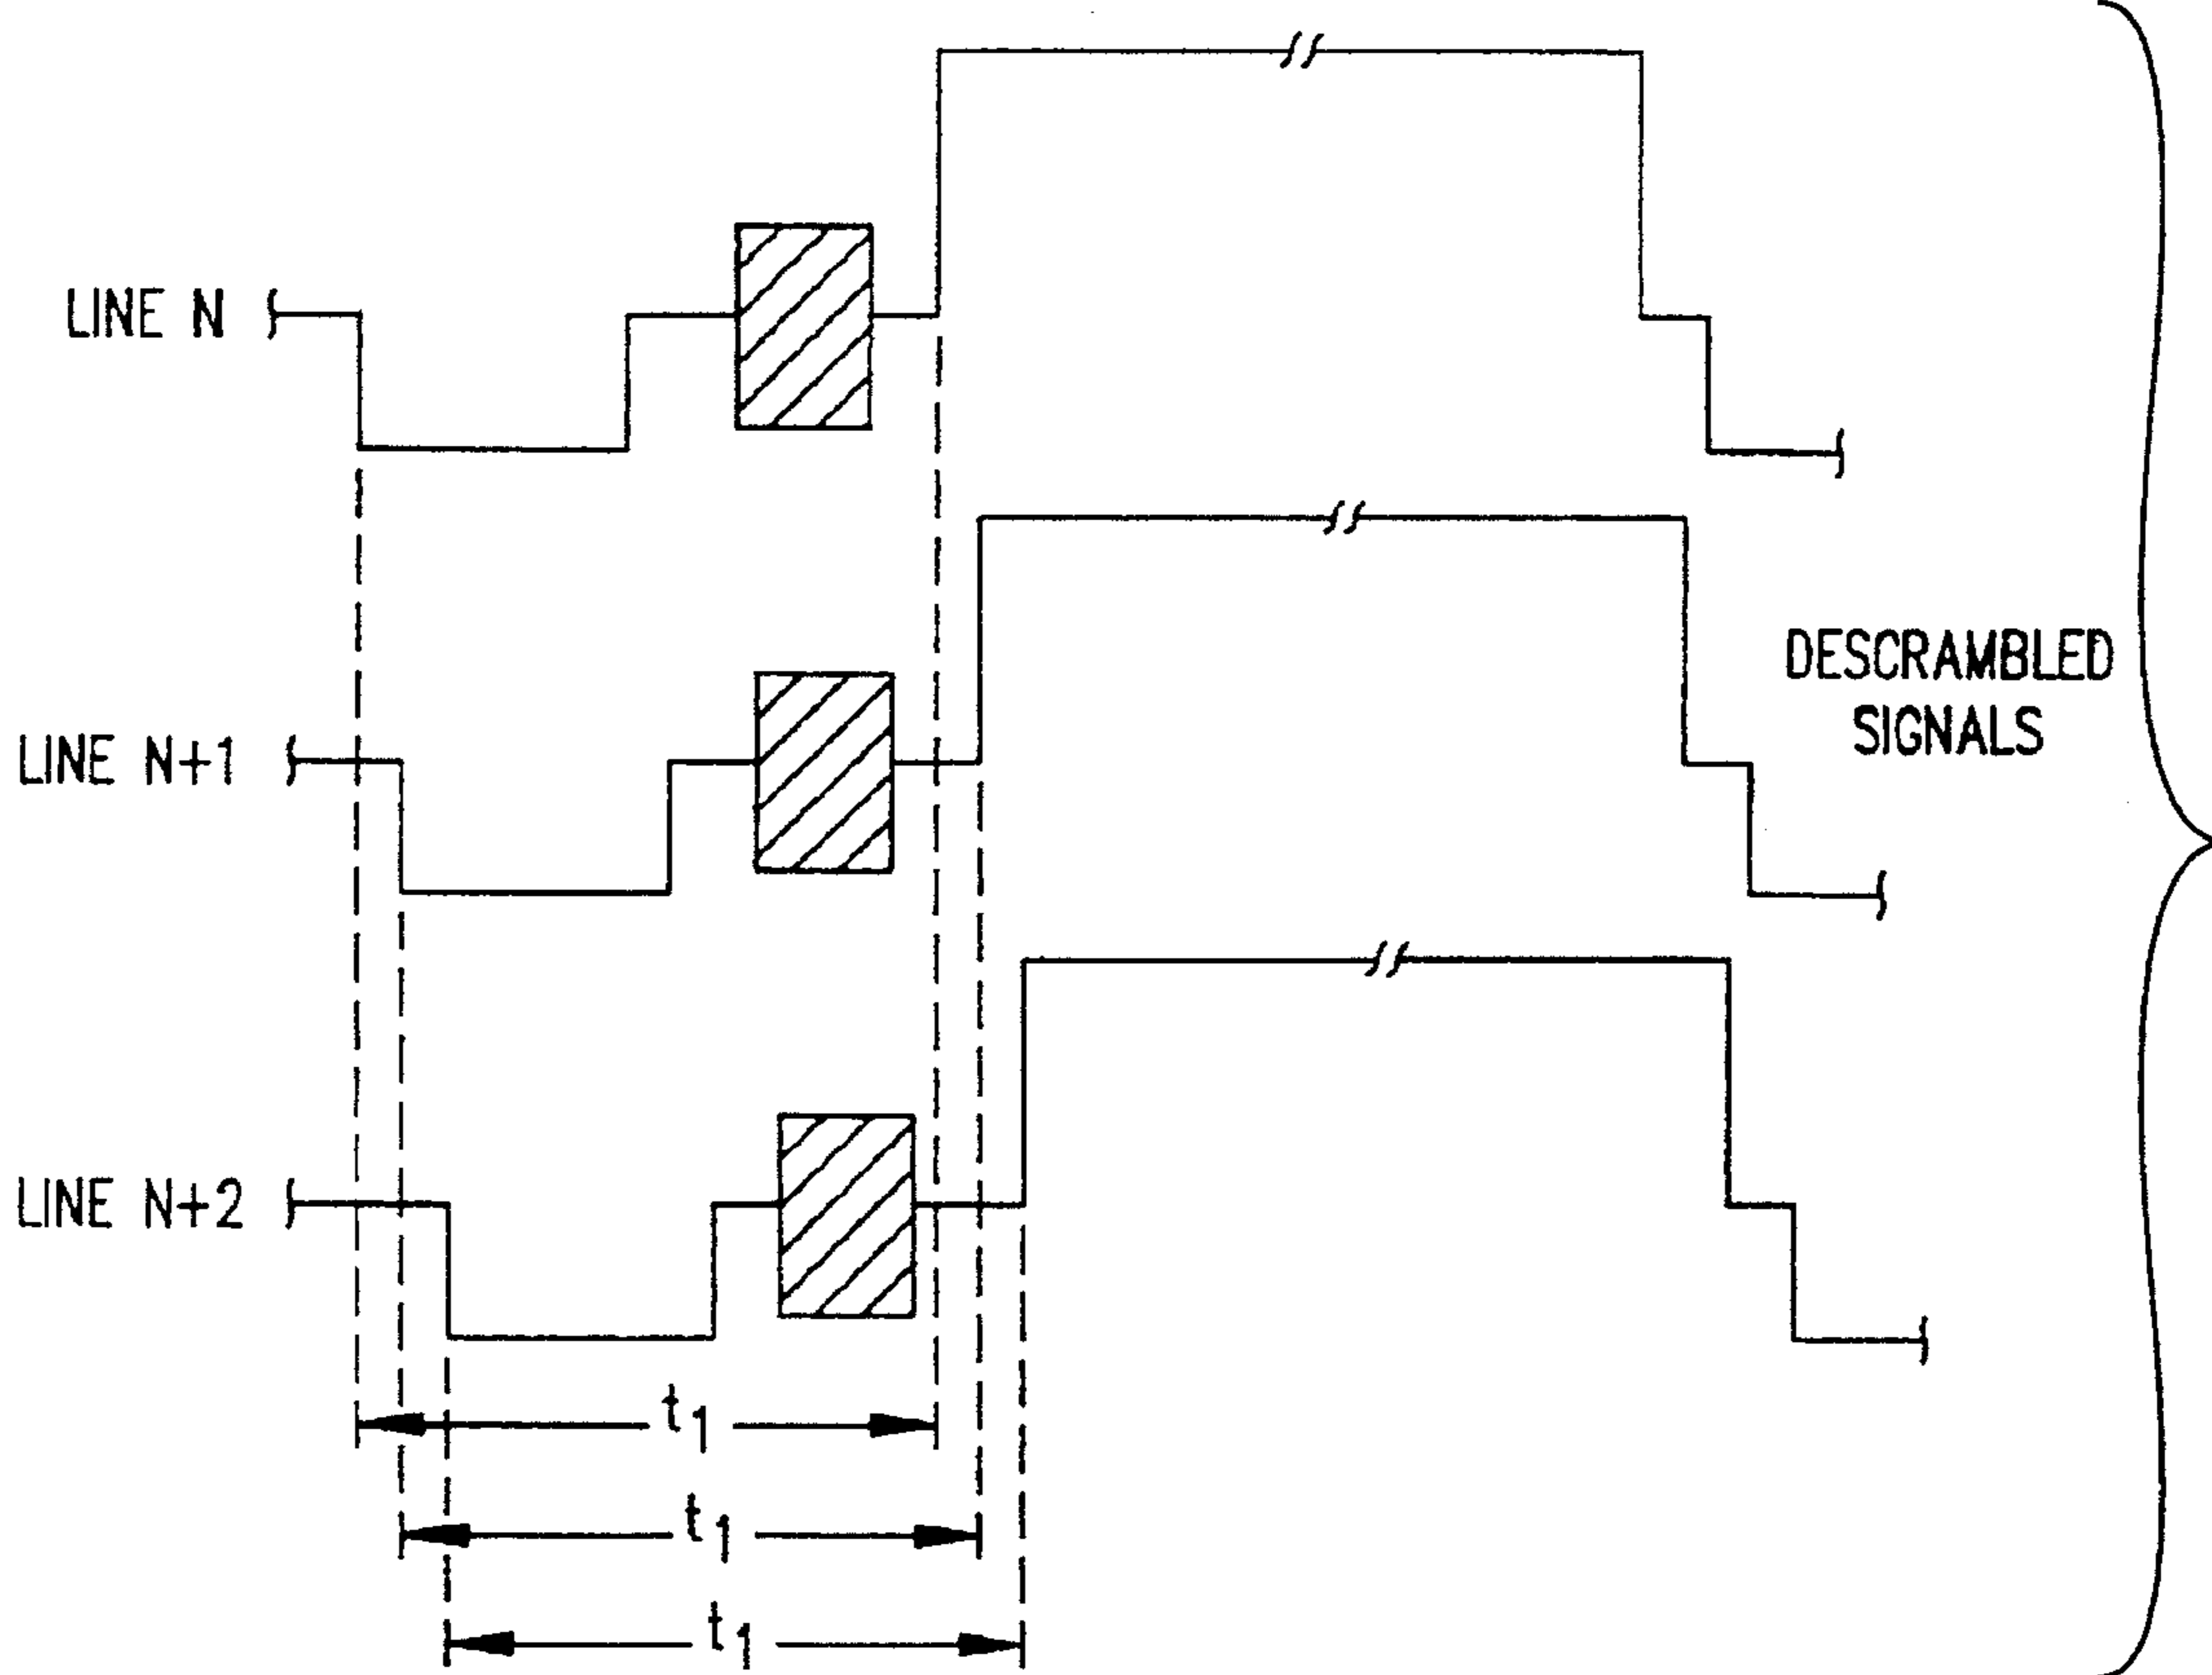 LINE N
LINE N+1
DESCRAMBLED
SIGNALS
LINE N+2
t1
t1
t1